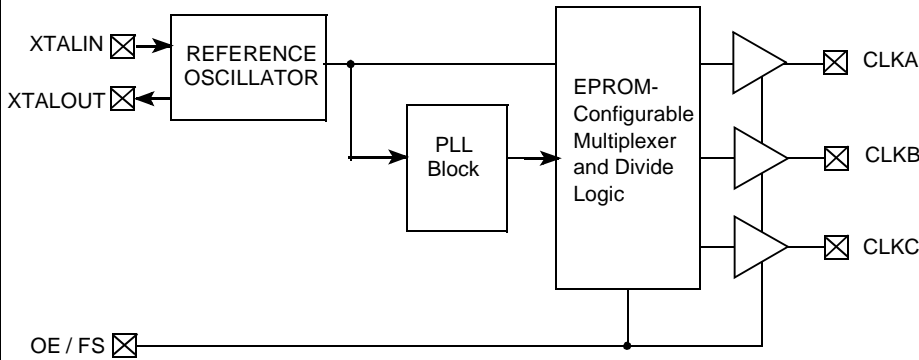 XTALIN
XTALOUT
REFERENCE
OSCILLATOR
PLL
Block
EPROM-
Configurable
Multiplexer
and Divide
Logic
CLKA
CLKB
CLKC
OE / FS